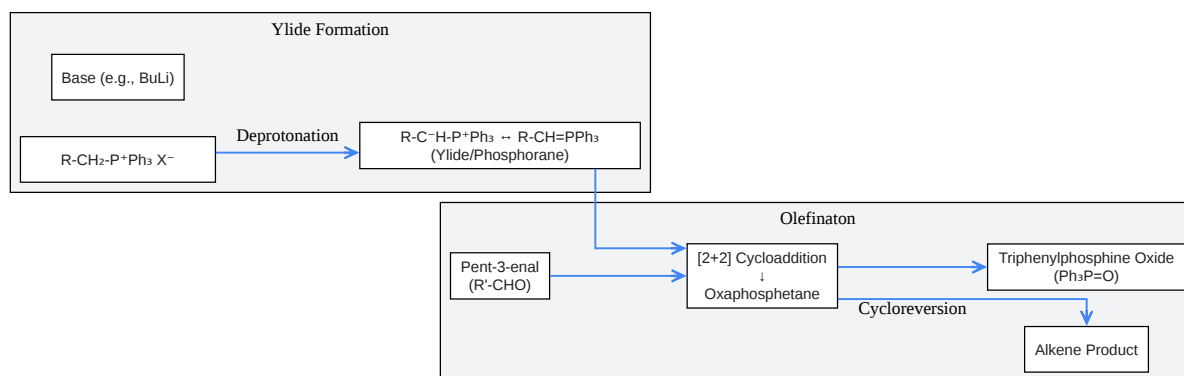 Ylide Formation
Base (e.g., BuLi)
Deprotonation
R-CH₂-P⁺Ph₃ X⁻
R-C⁻H-P⁺Ph₃ ↔ R-CH=PPh₃
(Ylide/Phosphorane)
Olefinaton
Pent-3-enal
(R'-CHO)
[2+2] Cycloaddition
↓
Oxaphosphetane
Triphenylphosphine Oxide
(Ph₃P=O)
Cycloreversion
Alkene Product